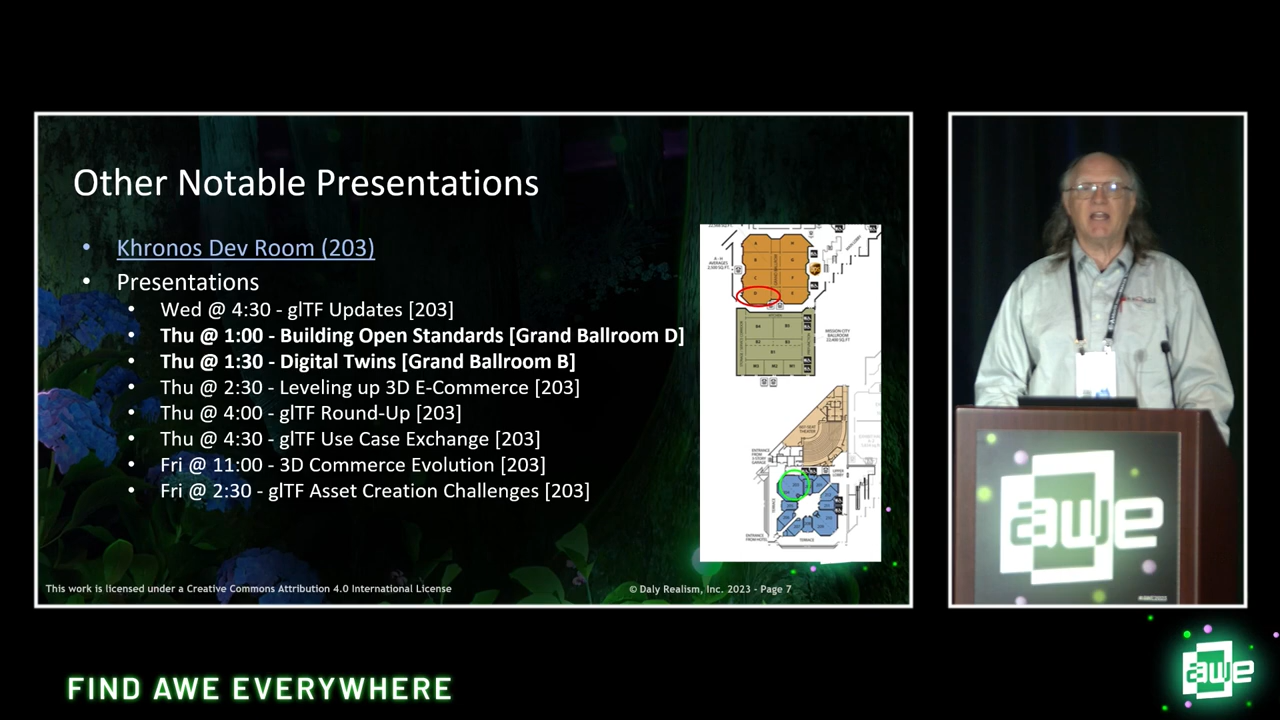 Other Notable Presentations
• Khronos Dev Room (203)
• Presentations
• Wed @ 4:30 - glTF Updates [203]
• Thu @ 1:00 - Building Open Standards [Grand Ballroom D]
• Thu @ 1:30 - Digital Twins [Grand Ballroom B]
• Thu @ 2:30 - Leveling up 3D E-Commerce [203]
• Thu @ 4:00 - glTF Round-Up [203]
• Thu @ 4:30 - glTF Use Case Exchange [203]
• Fri @ 11:00 - 3D Commerce Evolution [203]
• Fri @ 2:30 - glTF Asset Creation Challenges [203]
MISSION CITY
BALLROOM
TERRACE
This work is licensed under a Creative Commons Attribution 4.0 International License
© Daly Realism, Inc. 2023 - Page 7
awe
FIND AWE EVERYWHERE
awe